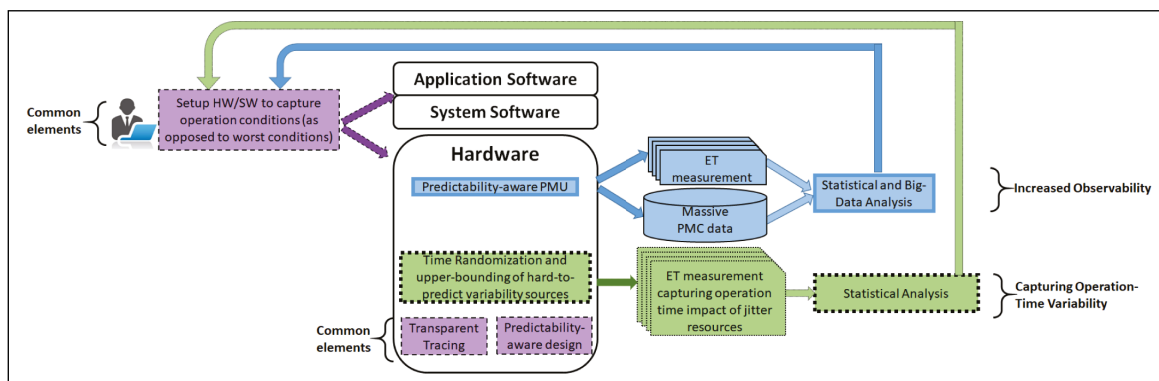 Common
elements
Setup HW/SW to capture
operation conditions (as
opposed to worst conditions)
Application Software
System Software
Hardware
Predictability-aware PMU
ET
measurement
Massive
PMC data
Statistical and Big-
Data Analysis
Increased Observability
Time Randomization and
upper-bounding of hard-to-
predict variability sources
ET measurement
capturing operation
time impact of jitter
resources
Statistical Analysis
Capturing Operation-
Time Variability
Common
elements
Transparent
Tracing
Predictability-
aware design